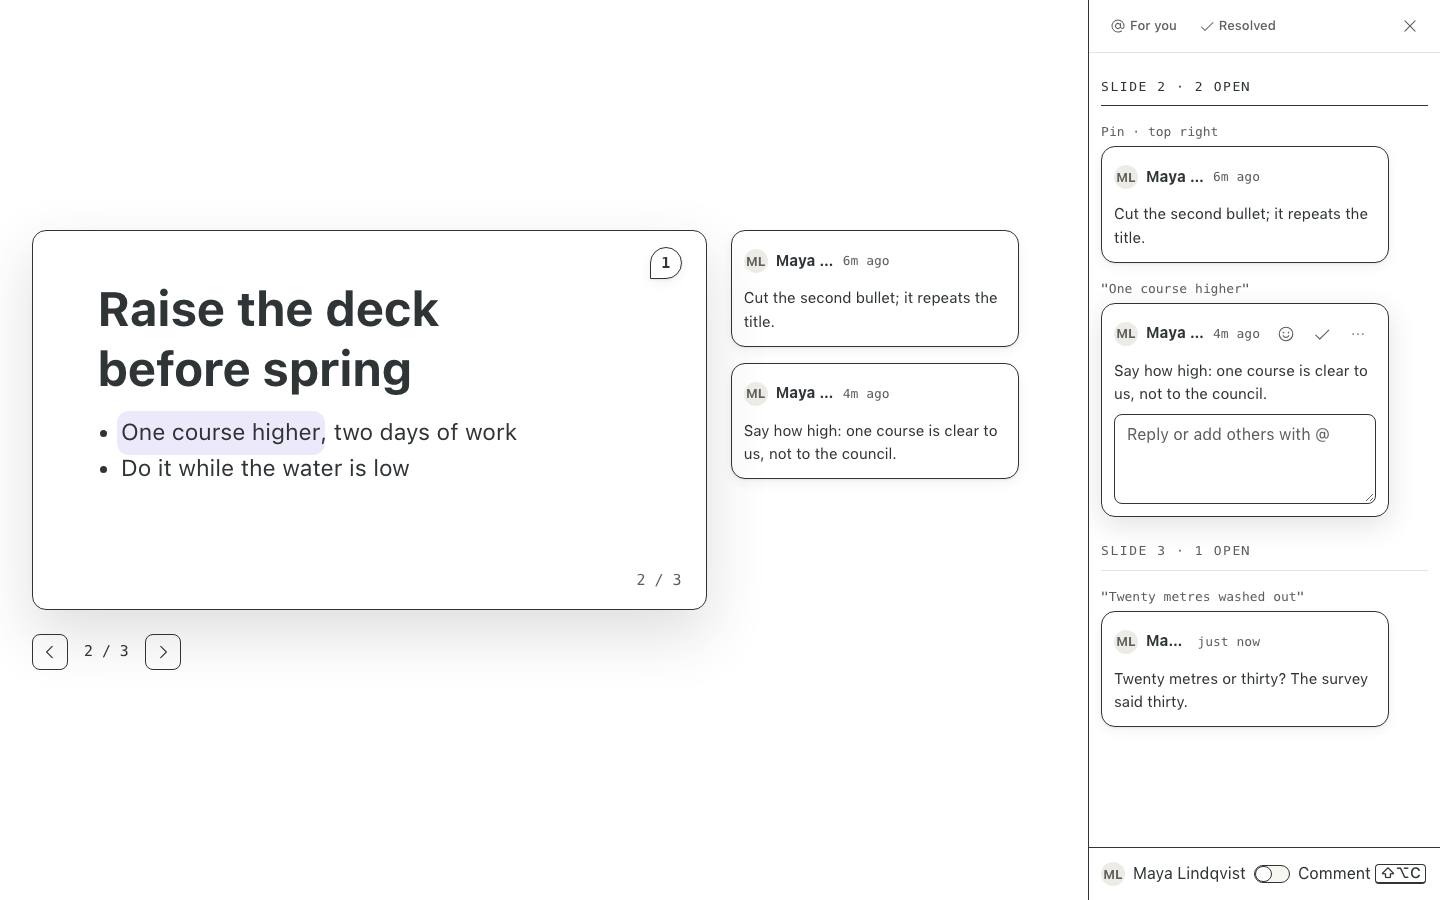 1
Raise the deck
before spring
• One course higher, two days of work
• Do it while the water is low
2 / 3
2 / 3
ML Maya ... 6m ago
Cut the second bullet; it repeats the
title.
ML Maya ... 4m ago
Say how high: one course is clear to
us, not to the council.
@ For you
Resolved
SLIDE 2 · 2 OPEN
Pin · top right
ML Maya ... 6m ago
Cut the second bullet; it repeats the
title.
"One course higher"
ML Maya ... 4m ago ...
Say how high: one course is clear to
us, not to the council.
Reply or add others with @
SLIDE 3 · 1 OPEN
"Twenty metres washed out"
ML Ma... just now
Twenty metres or thirty? The survey
said thirty.
ML Maya Lindqvist Comment ⇧⌥C